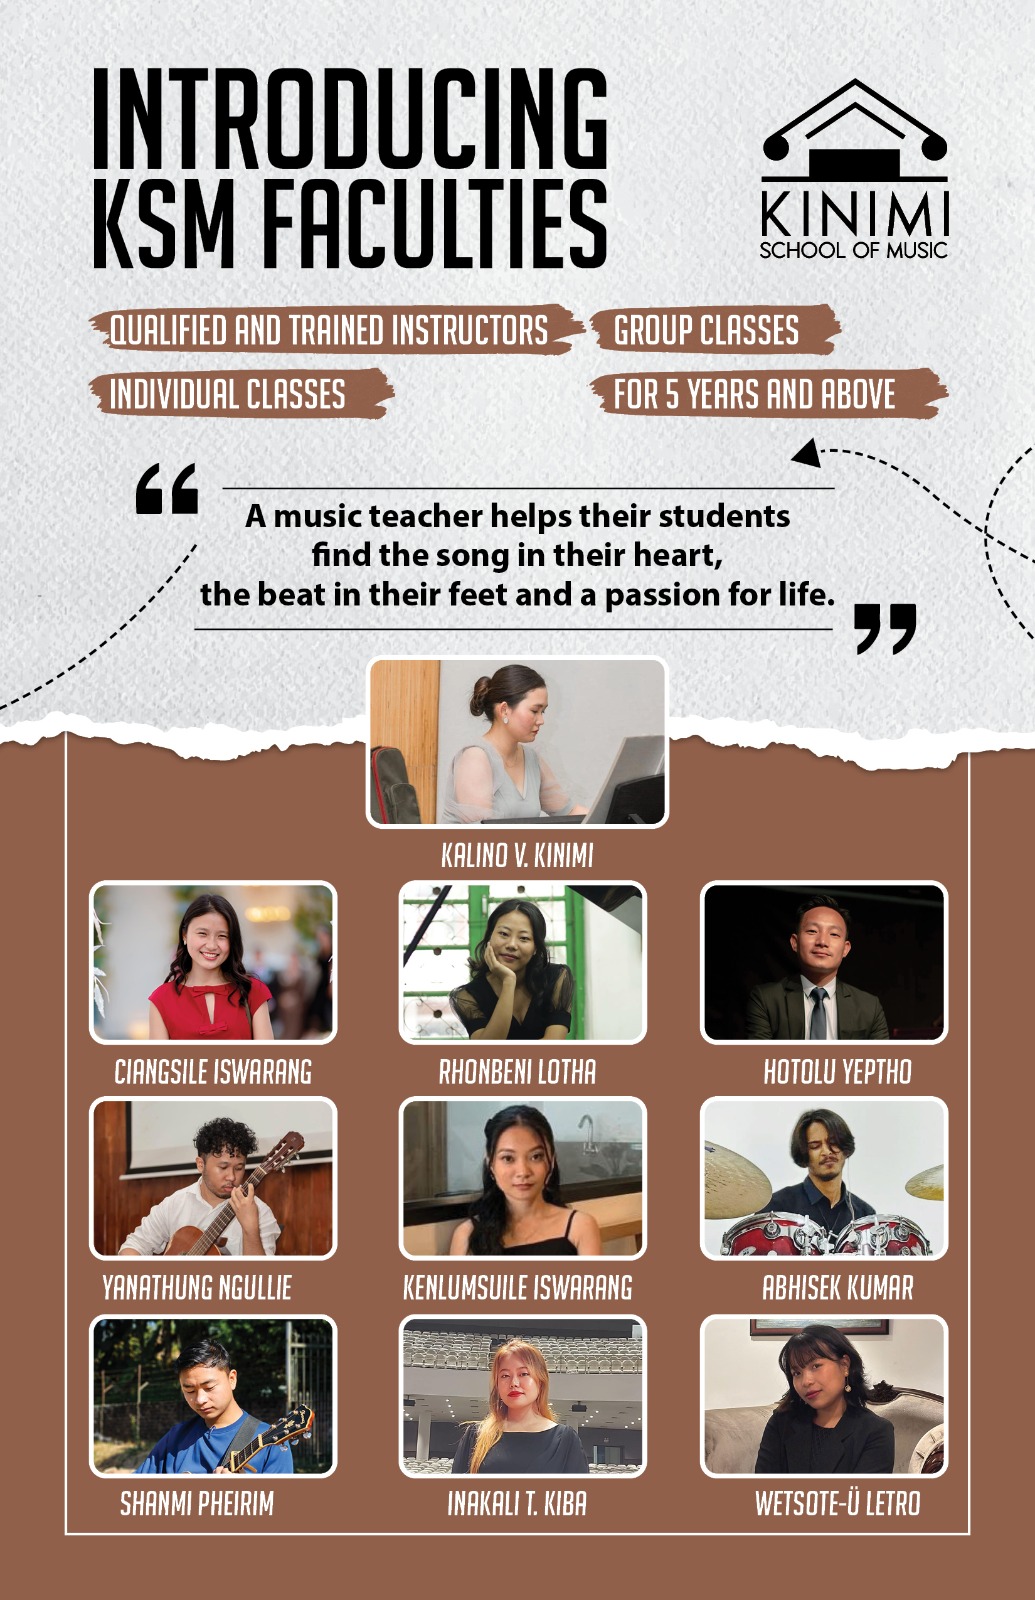 INTRODUCING
KSM FACULTIES
KINIMI
SCHOOL OF MUSIC
QUALIFIED AND TRAINED INSTRUCTORS
GROUP CLASSES
INDIVIDUAL CLASSES
FOR 5 YEARS AND ABOVE
“
A music teacher helps their students
find the song in their heart,
the beat in their feet and a passion for life.
”
KALINO V. KINIMI
CIANGSILE ISWARANG
RHONBENI LOTHA
HOTOLU YEPTHO
YANATHUNG NGULLIE
KENLUMSUILE ISWARANG
ABHISEK KUMAR
SHANMI PHEIRIM
INAKALI T. KIBA
WETSOTE-Ü LETRO